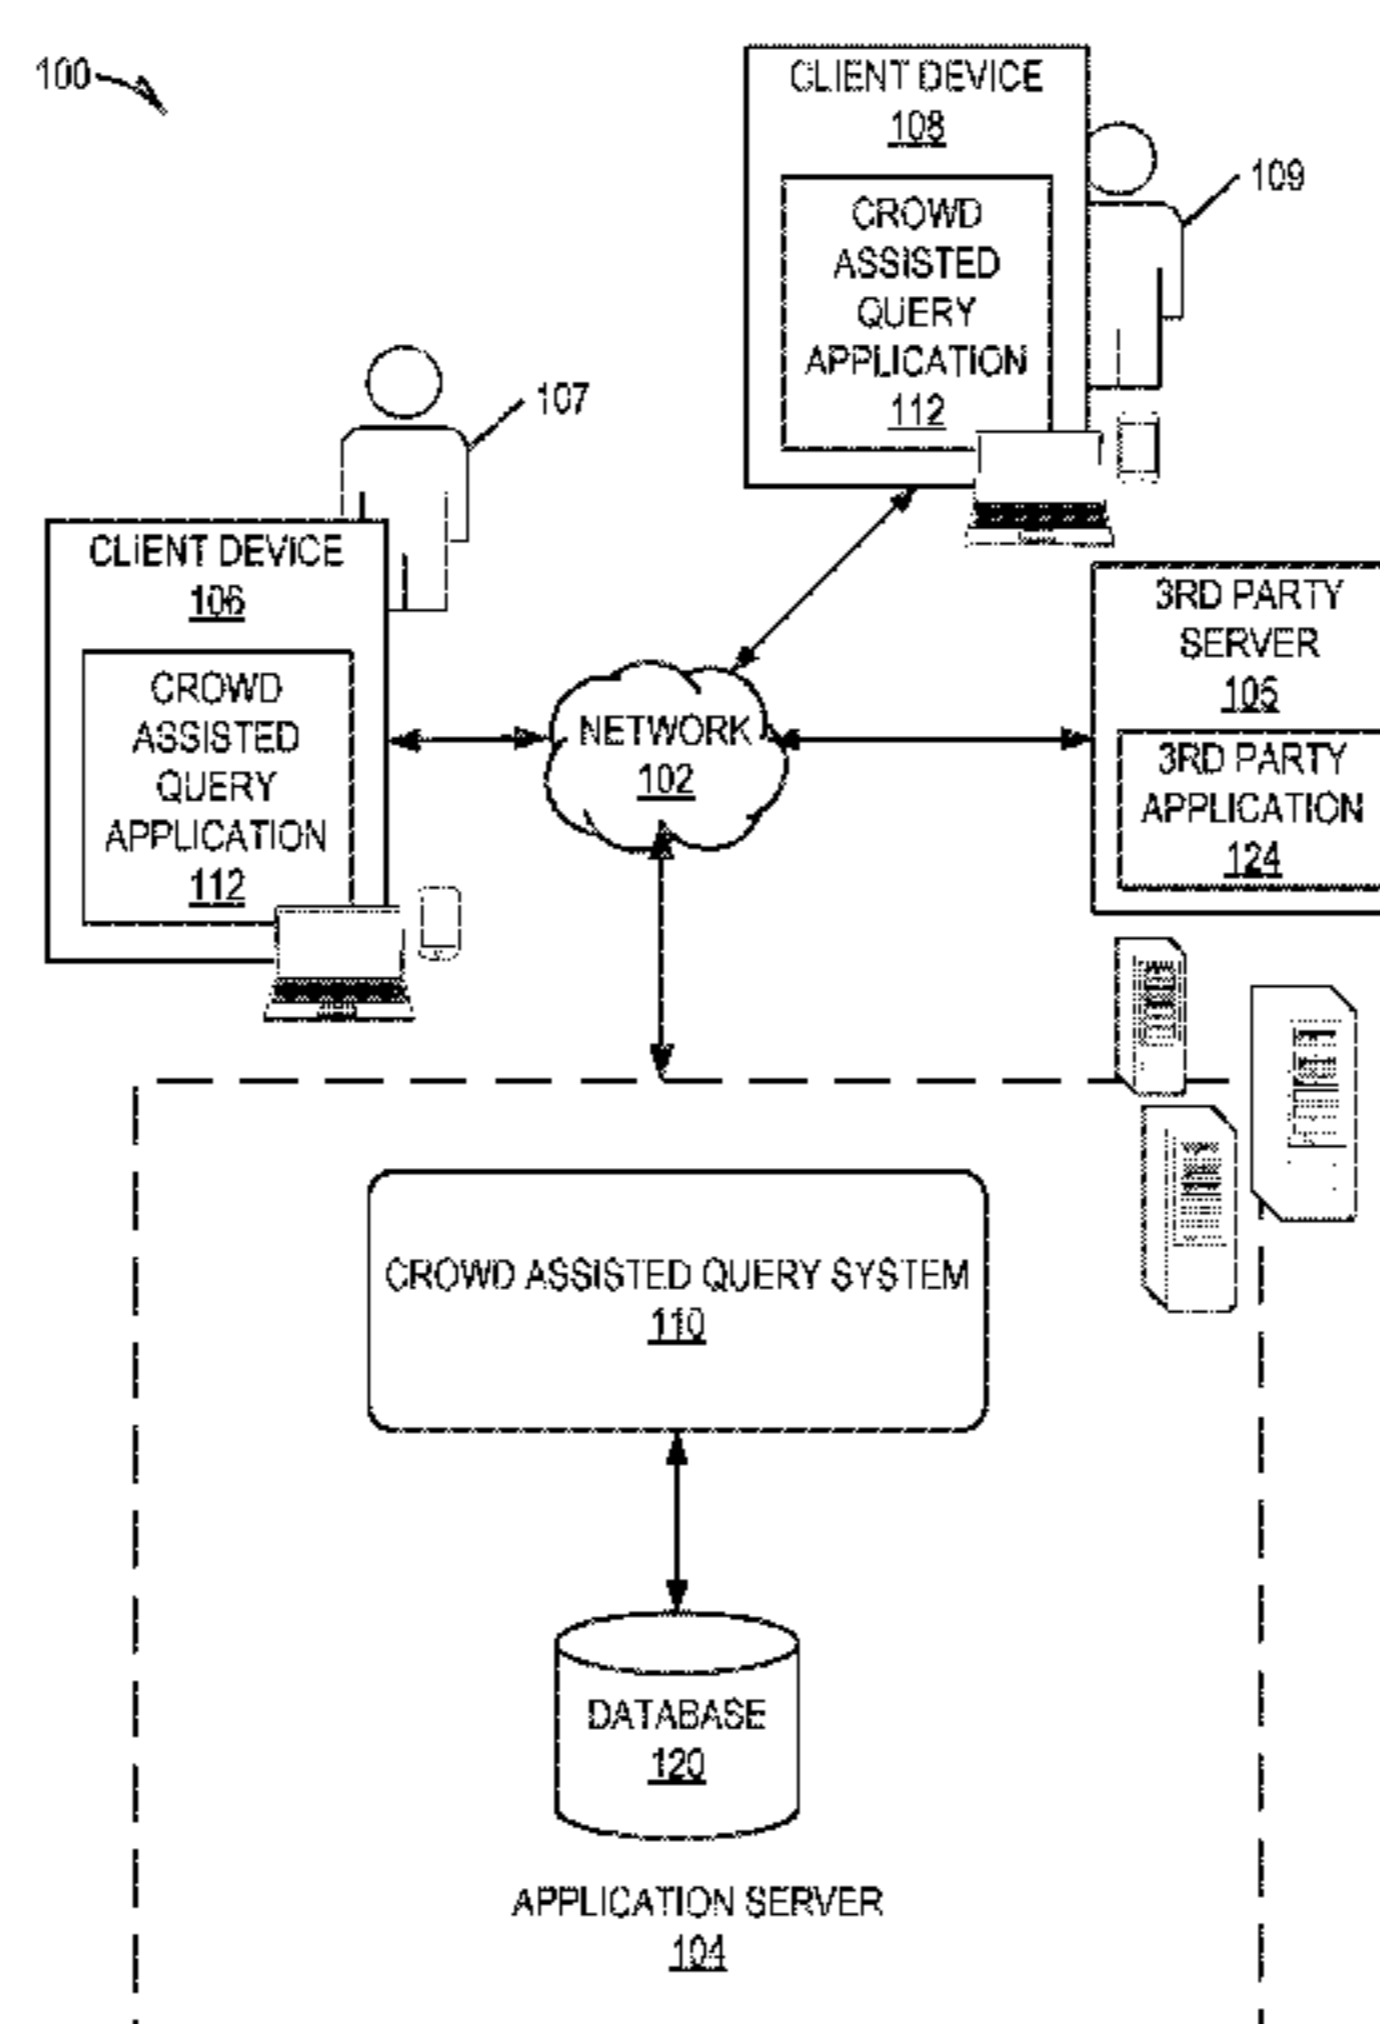 100
CLIENT DEVICE
108
109
CROWD
ASSISTED
QUERY
APPLICATION
112
107
CLIENT DEVICE
106
CROWD
ASSISTED
QUERY
APPLICATION
112
NETWORK
102
3RD PARTY
SERVER
105
3RD PARTY
APPLICATION
124
CROWD ASSISTED QUERY SYSTEM
110
DATABASE
120
APPLICATION SERVER
104